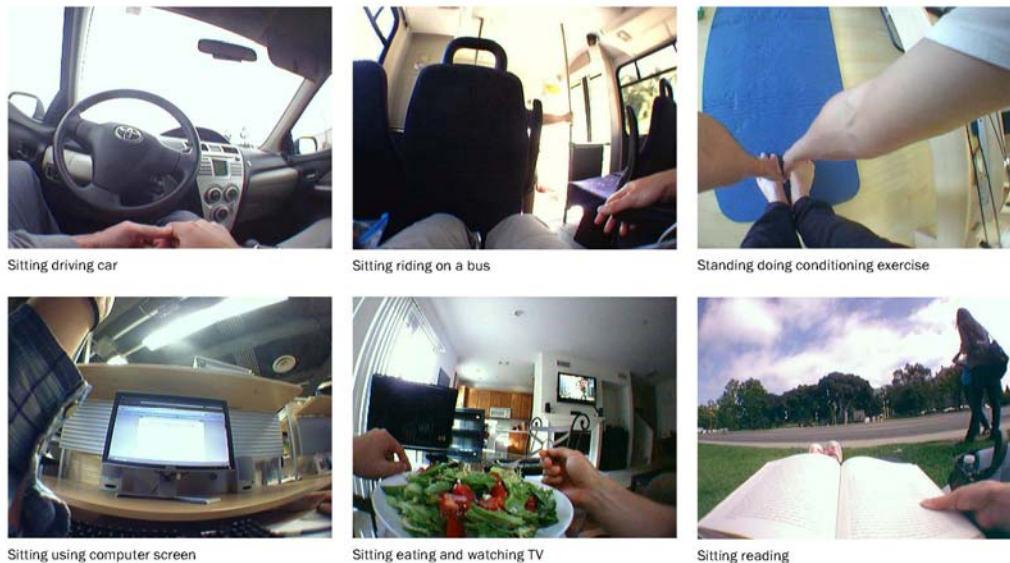 Sitting driving car
Sitting riding on a bus
Standing doing conditioning exercise
Sitting using computer screen
Sitting eating and watching TV
Sitting reading